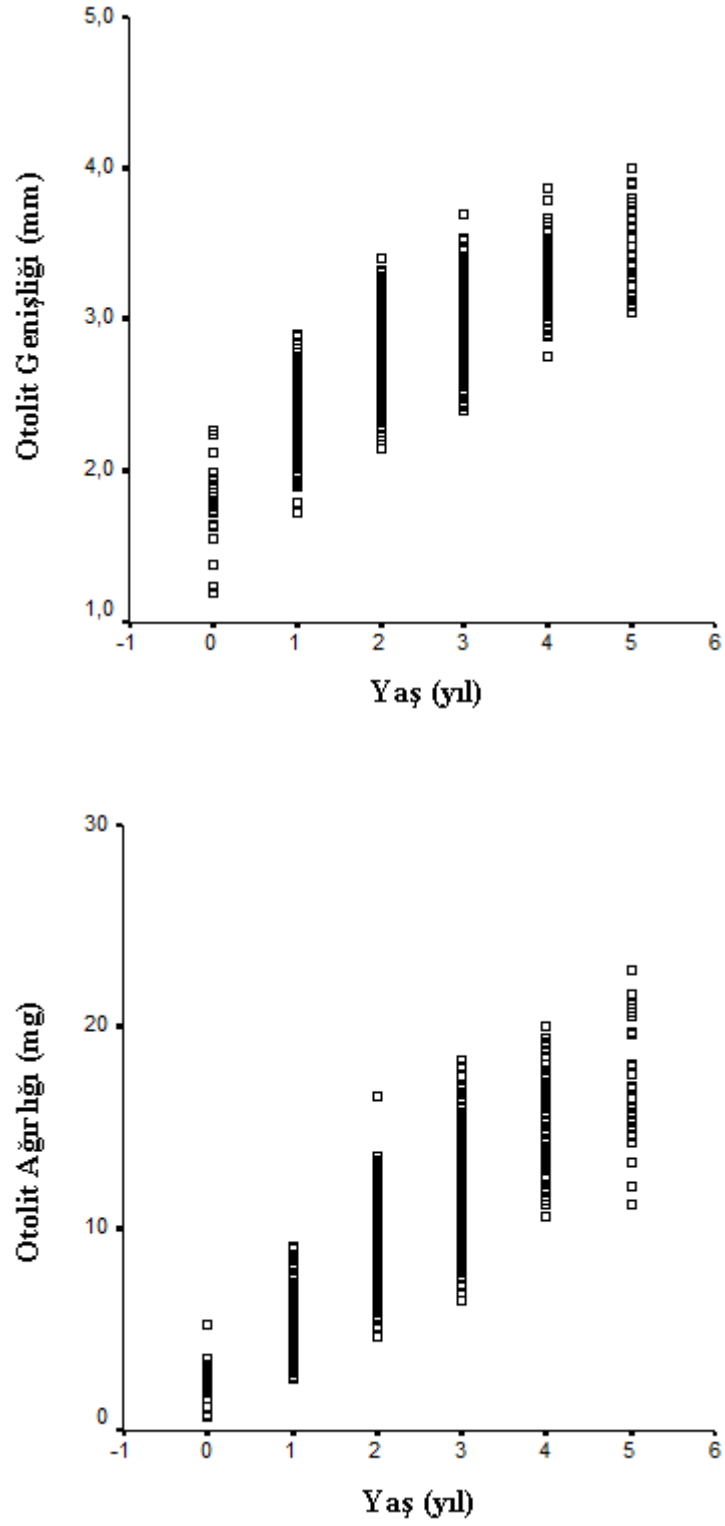 5,0
4,0
3,0
2,0
1,0
Otolit Genişliği (mm)
-1 0 1 2 3 4 5 6
Yaş (yıl)
30
20
10
0
Otolit Ağırlığı (mg)
-1 0 1 2 3 4 5 6
Yaş (yıl)